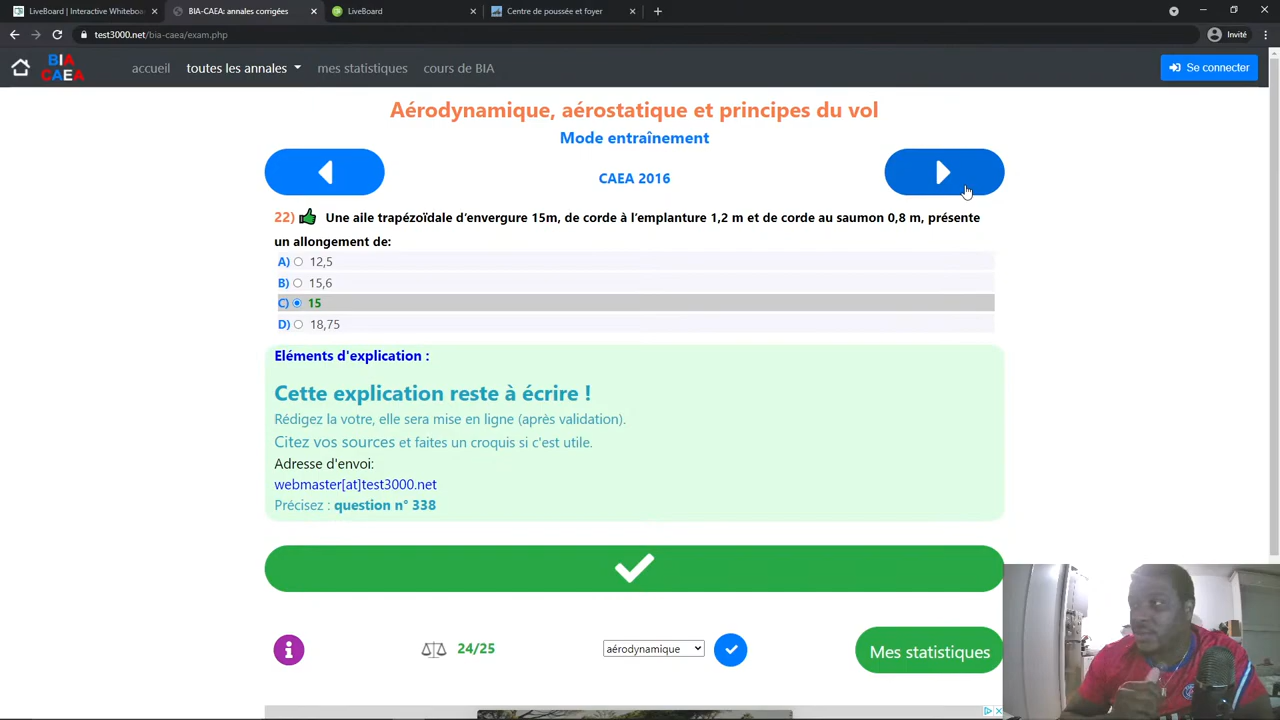 LiveBoard | Interactive Whiteboa
BIA-CAEA: annales corrigées
LiveBoard
Centre de poussée et foyer
test3000.net/bia-caea/exam.php
Invité
BIA CAEA
accueil
toutes les annales
mes statistiques
cours de BIA
Se connecter
Aérodynamique, aérostatique et principes du vol
Mode entraînement
CAEA 2016
22) Une aile trapézoïdale d'envergure 15m, de corde à l'emplanture 1,2 m et de corde au saumon 0,8 m, présente
un allongement de:
A) 12,5
B) 15,6
C) 15
D) 18,75
Eléments d'explication :
Cette explication reste à écrire !
Rédigez la votre, elle sera mise en ligne (après validation).
Citez vos sources et faites un croquis si c'est utile.
Adresse d'envoi:
webmaster[at]test3000.net
Précisez : question n° 338
24/25
aérodynamique
Mes statistiques